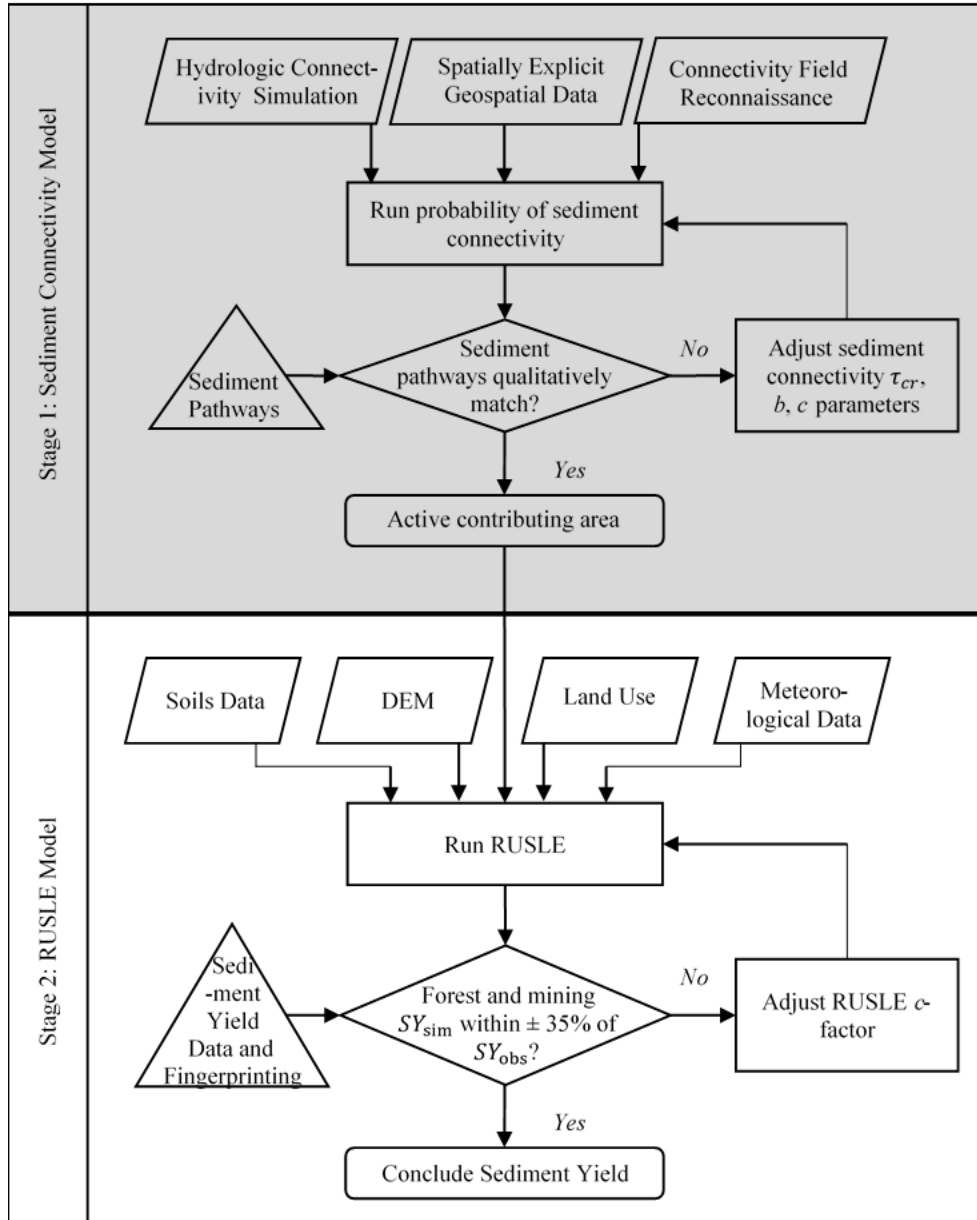 Stage 1: Sediment Connectivity Model
Hydrologic Connect-
ivity Simulation
Spatially Explicit
Geospatial Data
Connectivity Field
Reconnaissance
Run probability of sediment
connectivity
Sediment
Pathways
Sediment
pathways qualitatively
match?
No
Adjust sediment
connectivity τcr,
b, c parameters
Yes
Active contributing area
Stage 2: RUSLE Model
Soils Data
DEM
Land Use
Meteoro-
logical Data
Run RUSLE
Sedi
-ment
Yield
Data and
Fingerprinting
Forest and mining
SYsim within ± 35% of
SYobs?
No
Adjust RUSLE c-
factor
Yes
Conclude Sediment Yield